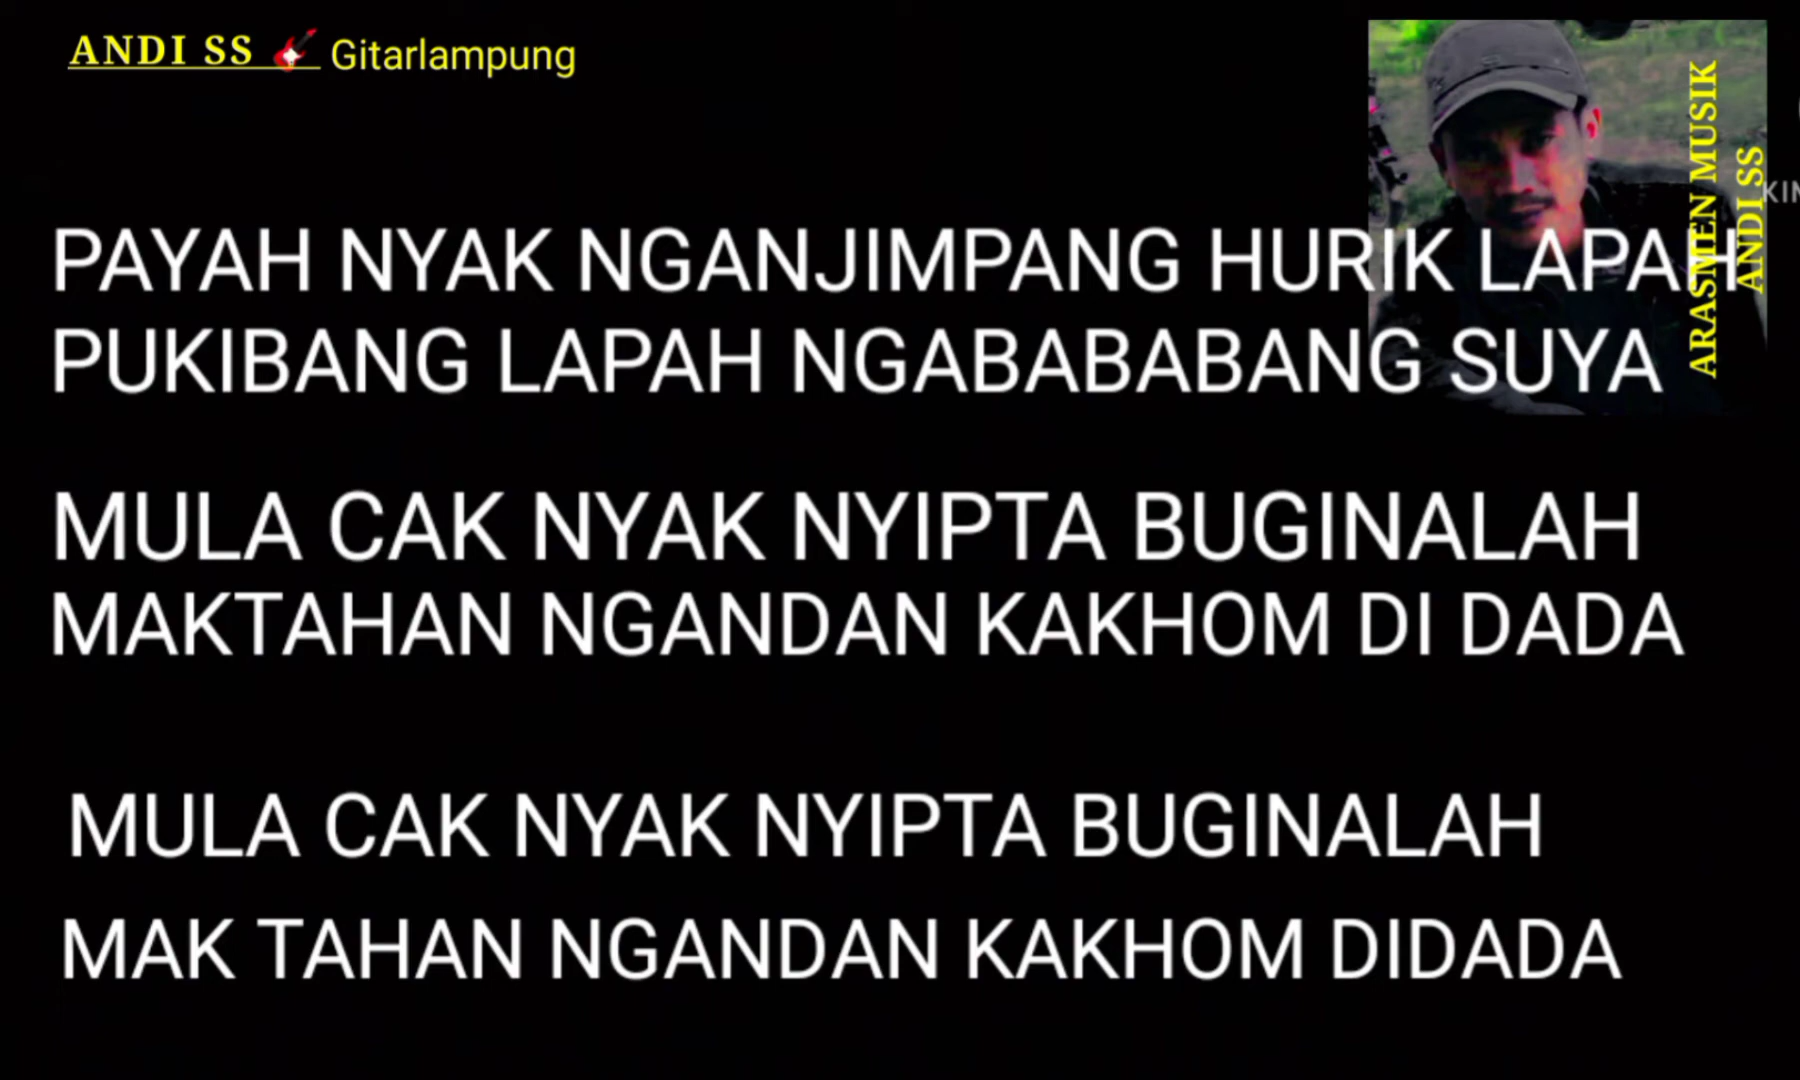 ANDI SS 🎸 Gitarlampung
ARASMEN MUSIK
ANDI SS
PAYAH NYAK NGANJIMPANG HURIK LAPAH
PUKIBANG LAPAH NGABABABANG SUYA
MULA CAK NYAK NYIPTA BUGINALAH
MAKTAHAN NGANDAN KAKHOM DI DADA
MULA CAK NYAK NYIPTA BUGINALAH
MAK TAHAN NGANDAN KAKHOM DIDADA